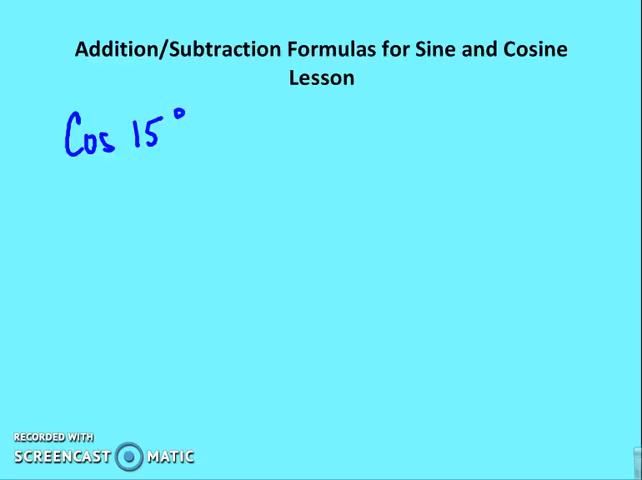 Addition/Subtraction Formulas for Sine and Cosine
Lesson
Cos 15°
RECORDED WITH
SCREENCAST MATIC